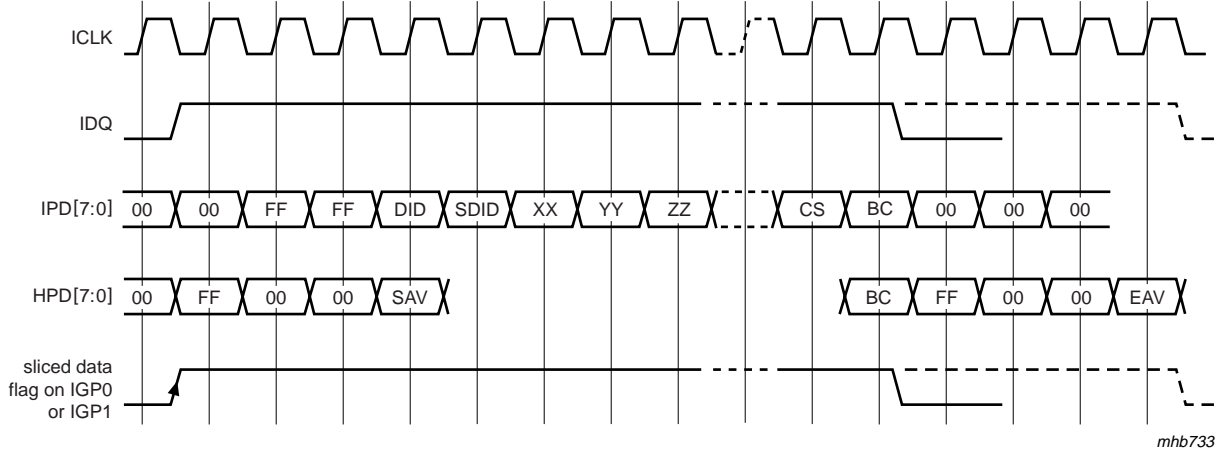 ICLK
IDQ
IPD[7:0] 00 00 FF FF DID SDID XX YY ZZ CS BC 00 00 00
HPD[7:0] 00 FF 00 00 SAV BC FF 00 00 EAV
sliced data
flag on IGP0
or IGP1
mhb733